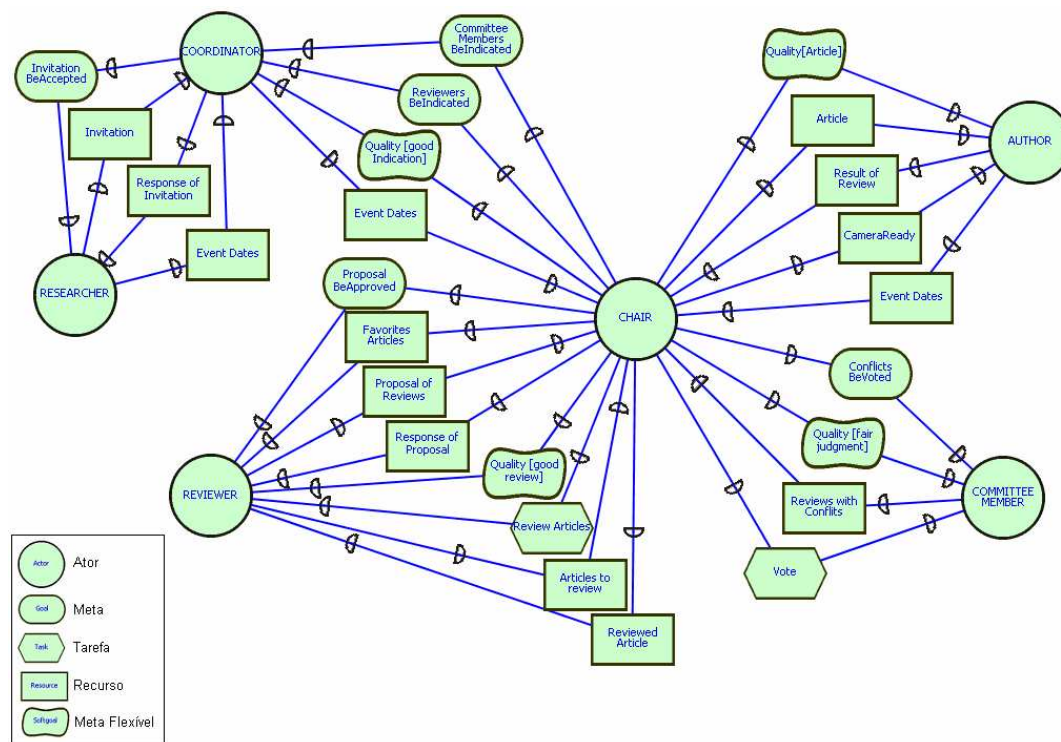 COORDINATOR
Committee
Members
BeIndicated
Invitation
BeAccepted
Quality[Article]
Reviewers
BeIndicated
Article
Invitation
AUTHOR
Quality [good
Indication]
Result of
Review
Response of
Invitation
Event Dates
CameraReady
Event Dates
RESEARCHER
Proposal
BeApproved
Event Dates
CHAIR
Favorites
Articles
Conflicts
BeVoted
Proposal of
Reviews
Response of
Proposal
Quality [fair
judgment]
Quality [good
review]
REVIEWER
COMMITTEE
MEMBER
Reviews with
Conflits
Review Articles
Vote
Articles to
review
Reviewed
Article
Actor
Ator
Goal
Meta
Task
Tarefa
Resource
Recurso
Softgoal
Meta Flexível